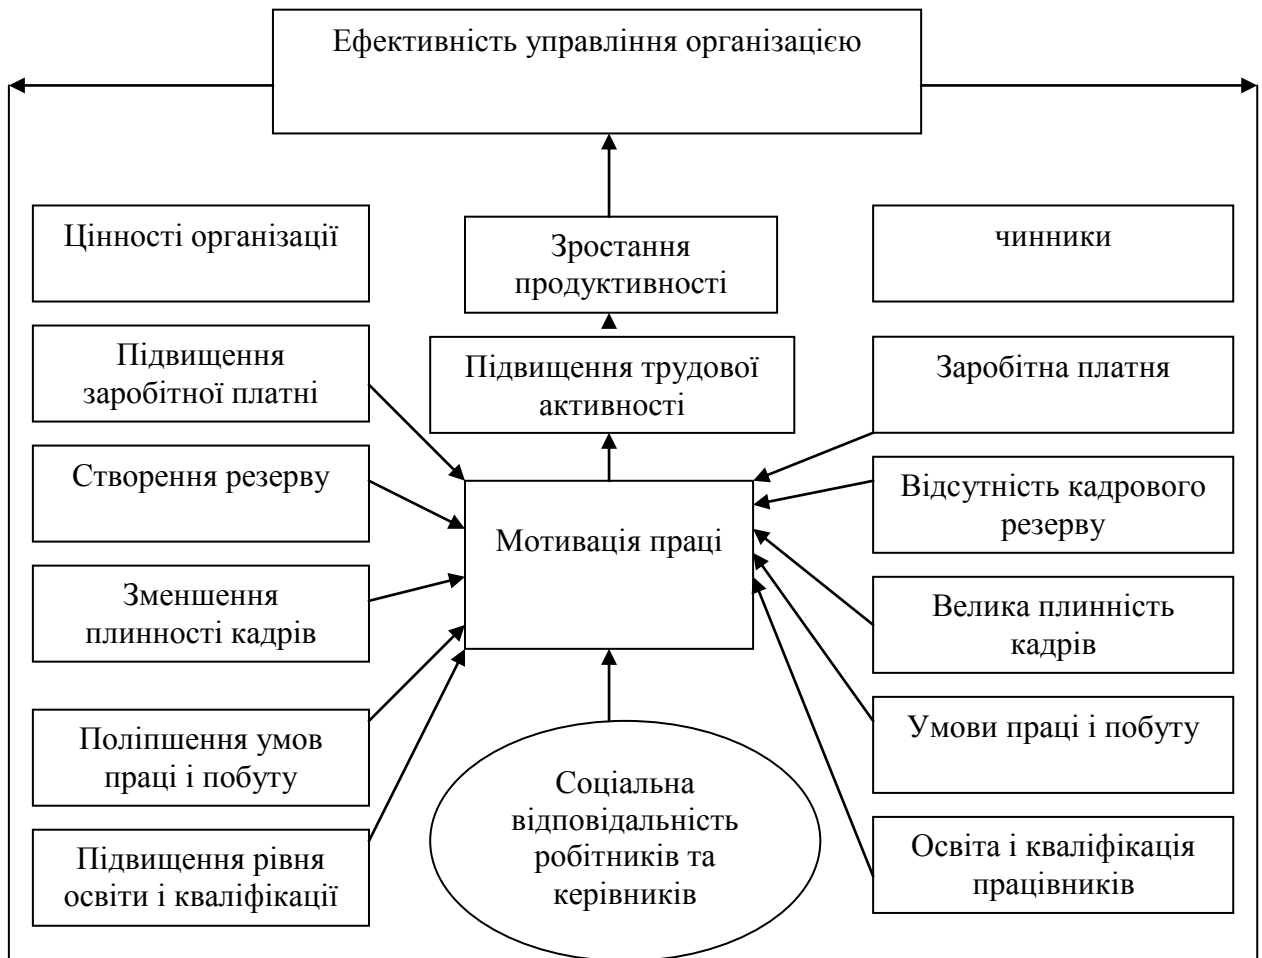 Ефективність управління організацією
Цінності організації
Зростання
продуктивності
чинники
Підвищення
заробітної платні
Підвищення трудової
активності
Заробітна платня
Створення резерву
Мотивація праці
Відсутність кадрового
резерву
Зменшення
плинності кадрів
Велика плинність
кадрів
Поліпшення умов
праці і побуту
Умови праці і побуту
Соціальна
відповідальність
робітників та
керівників
Підвищення рівня
освіти і кваліфікації
Освіта і кваліфікація
працівників